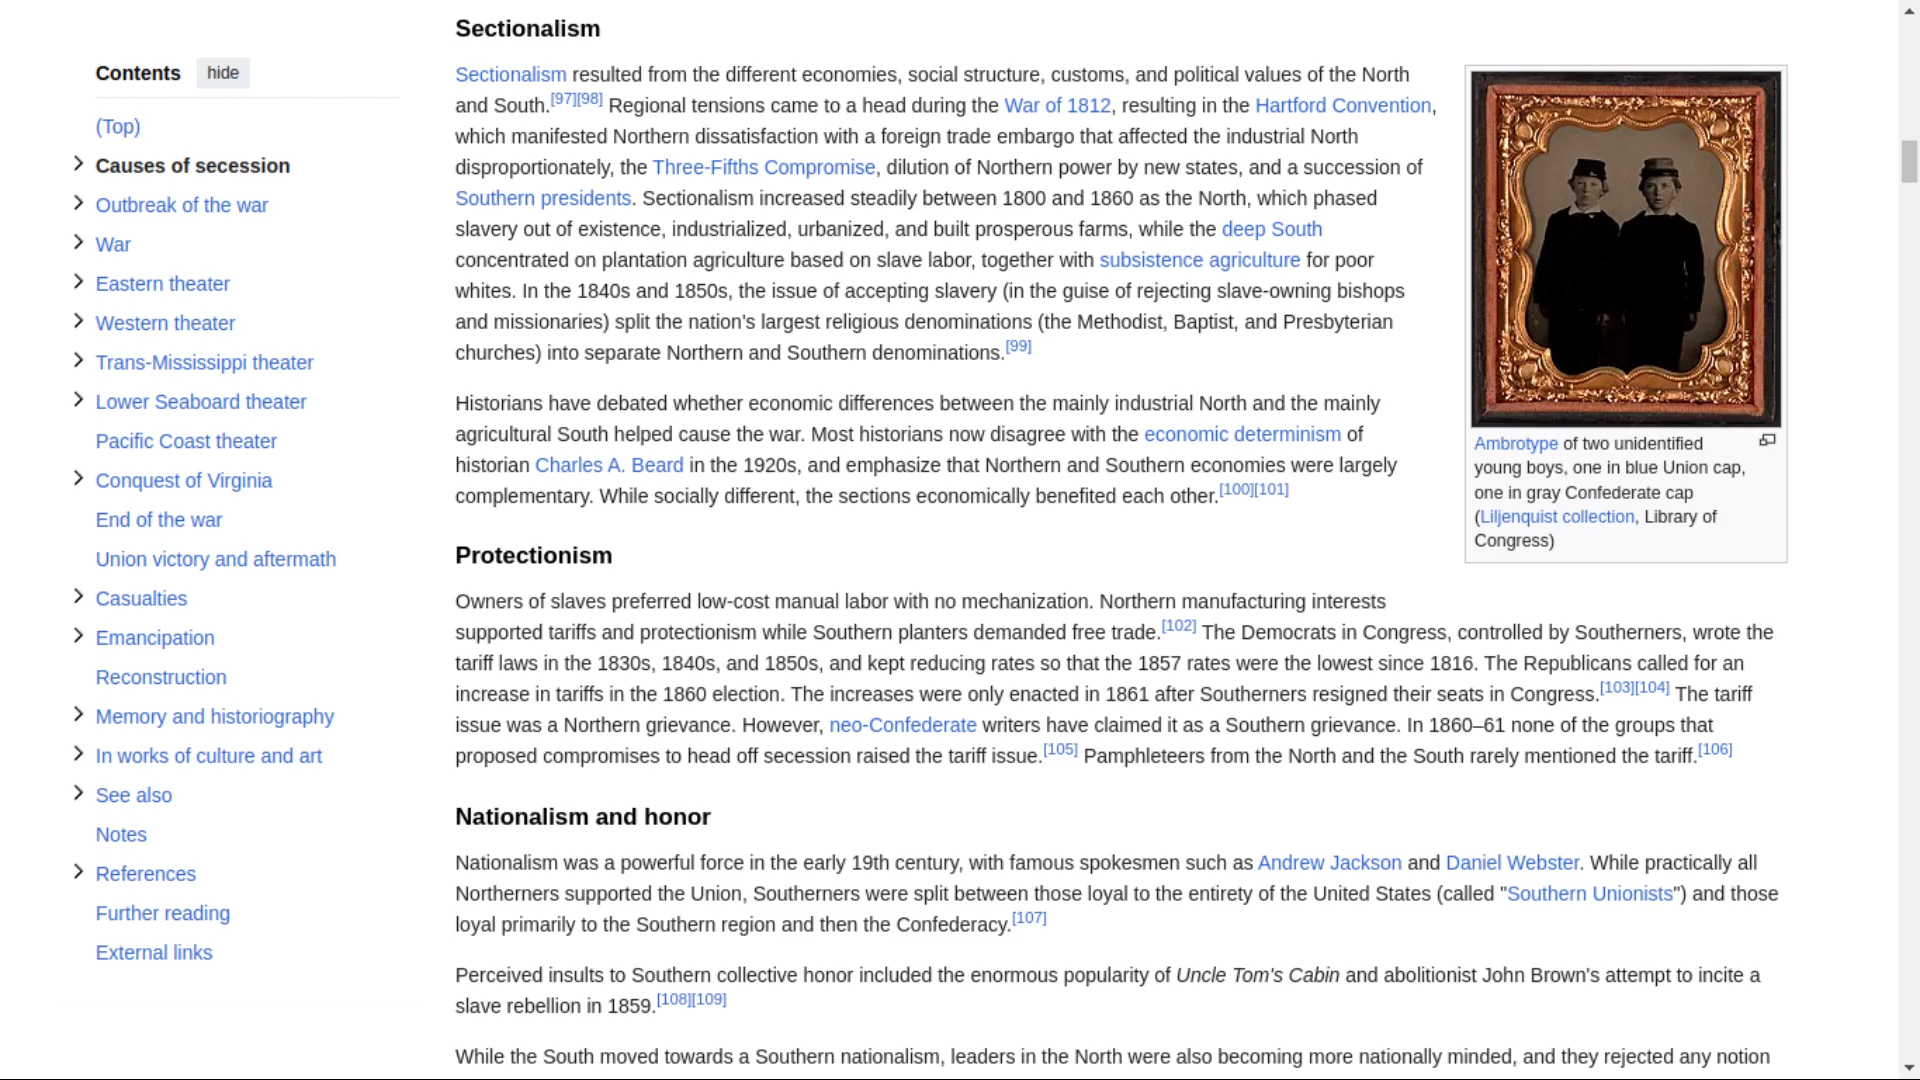 Contents hide
(Top)
Causes of secession
Outbreak of the war
War
Eastern theater
Western theater
Trans-Mississippi theater
Lower Seaboard theater
Pacific Coast theater
Conquest of Virginia
End of the war
Union victory and aftermath
Casualties
Emancipation
Reconstruction
Memory and historiography
In works of culture and art
See also
Notes
References
Further reading
External links
Sectionalism
Sectionalism resulted from the different economies, social structure, customs, and political values of the North
and South.[97][98] Regional tensions came to a head during the War of 1812, resulting in the Hartford Convention,
which manifested Northern dissatisfaction with a foreign trade embargo that affected the industrial North
disproportionately, the Three-Fifths Compromise, dilution of Northern power by new states, and a succession of
Southern presidents. Sectionalism increased steadily between 1800 and 1860 as the North, which phased
slavery out of existence, industrialized, urbanized, and built prosperous farms, while the deep South
concentrated on plantation agriculture based on slave labor, together with subsistence agriculture for poor
whites. In the 1840s and 1850s, the issue of accepting slavery (in the guise of rejecting slave-owning bishops
and missionaries) split the nation's largest religious denominations (the Methodist, Baptist, and Presbyterian
churches) into separate Northern and Southern denominations.[99]
Historians have debated whether economic differences between the mainly industrial North and the mainly
agricultural South helped cause the war. Most historians now disagree with the economic determinism of
historian Charles A. Beard in the 1920s, and emphasize that Northern and Southern economies were largely
complementary. While socially different, the sections economically benefited each other.[100][101]
Ambrotype of two unidentified
young boys, one in blue Union cap,
one in gray Confederate cap
(Liljenquist collection, Library of
Congress)
Protectionism
Owners of slaves preferred low-cost manual labor with no mechanization. Northern manufacturing interests
supported tariffs and protectionism while Southern planters demanded free trade.[102] The Democrats in Congress, controlled by Southerners, wrote the
tariff laws in the 1830s, 1840s, and 1850s, and kept reducing rates so that the 1857 rates were the lowest since 1816. The Republicans called for an
increase in tariffs in the 1860 election. The increases were only enacted in 1861 after Southerners resigned their seats in Congress.[103][104] The tariff
issue was a Northern grievance. However, neo-Confederate writers have claimed it as a Southern grievance. In 1860–61 none of the groups that
proposed compromises to head off secession raised the tariff issue.[105] Pamphleteers from the North and the South rarely mentioned the tariff.[106]
Nationalism and honor
Nationalism was a powerful force in the early 19th century, with famous spokesmen such as Andrew Jackson and Daniel Webster. While practically all
Northerners supported the Union, Southerners were split between those loyal to the entirety of the United States (called "Southern Unionists") and those
loyal primarily to the Southern region and then the Confederacy.[107]
Perceived insults to Southern collective honor included the enormous popularity of Uncle Tom's Cabin and abolitionist John Brown's attempt to incite a
slave rebellion in 1859.[108][109]
While the South moved towards a Southern nationalism, leaders in the North were also becoming more nationally minded, and they rejected any notion